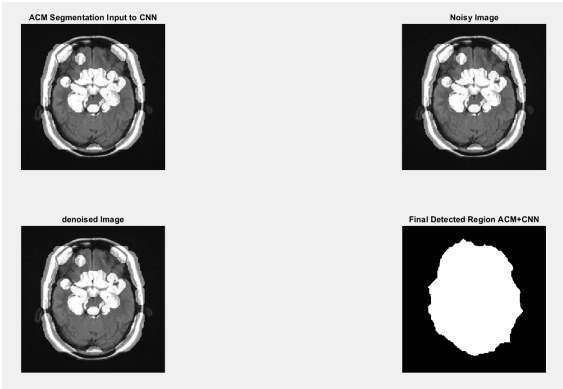 ACM Segmentation Input to CNN
Noisy Image
denoised Image
Final Detected Region ACM+CNN